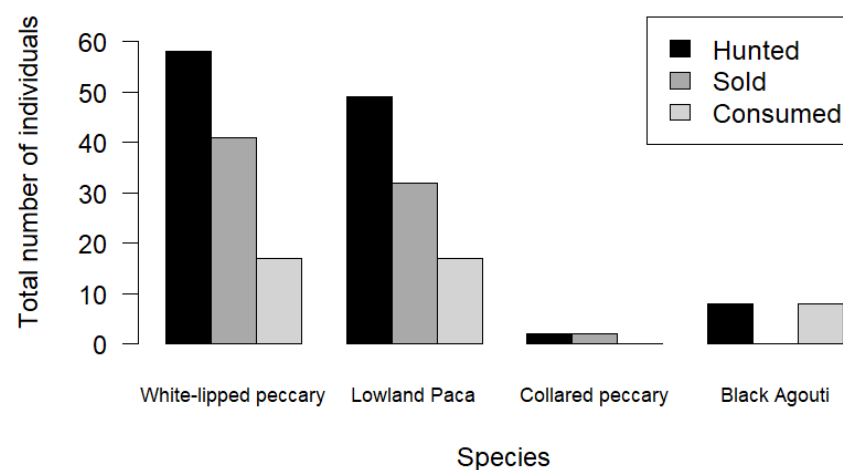 Total number of individuals
60
50
40
30
20
10
0
Hunted
Sold
Consumed
White-lipped peccary
Lowland Paca
Collared peccary
Black Agouti
Species